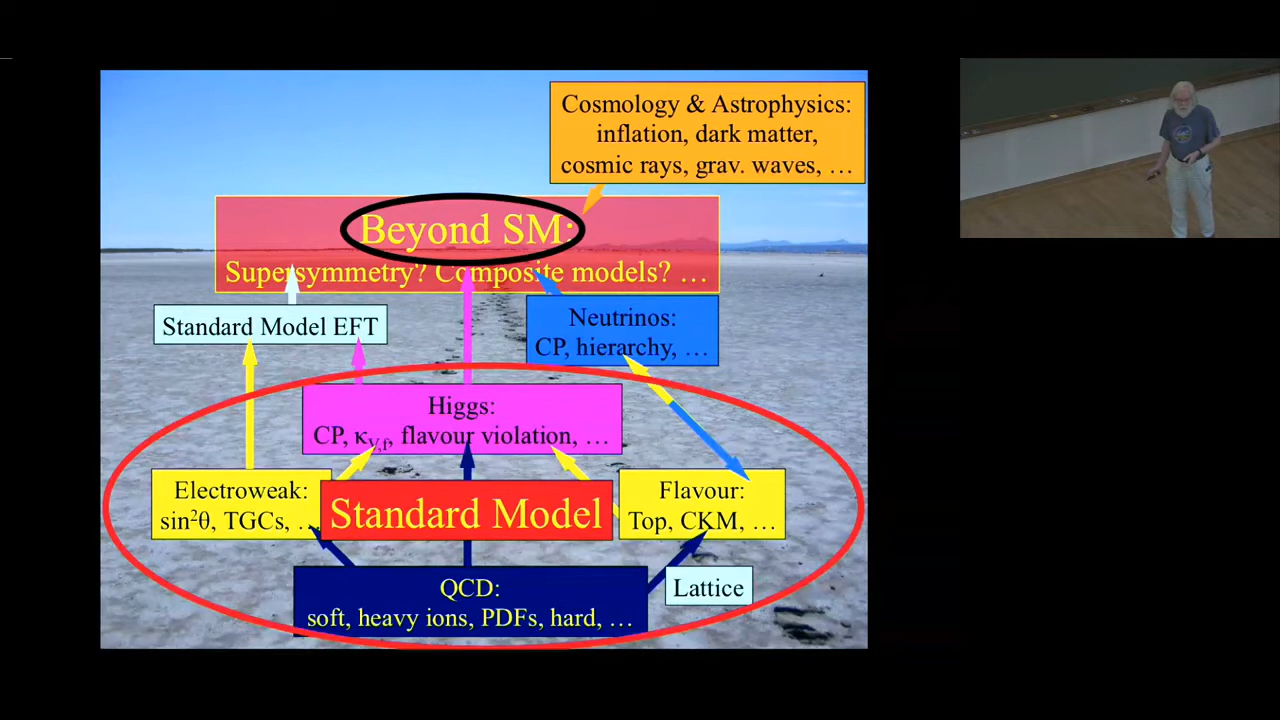 Cosmology & Astrophysics:
inflation, dark matter,
cosmic rays, grav. waves, …
Beyond SM:
Supersymmetry? Composite models? …
Standard Model EFT
Neutrinos:
CP, hierarchy, …
Higgs:
CP, κV,f, flavour violation, …
Electroweak:
sin²θ, TGCs, …
Standard Model
Flavour:
Top, CKM, …
QCD:
soft, heavy ions, PDFs, hard, …
Lattice